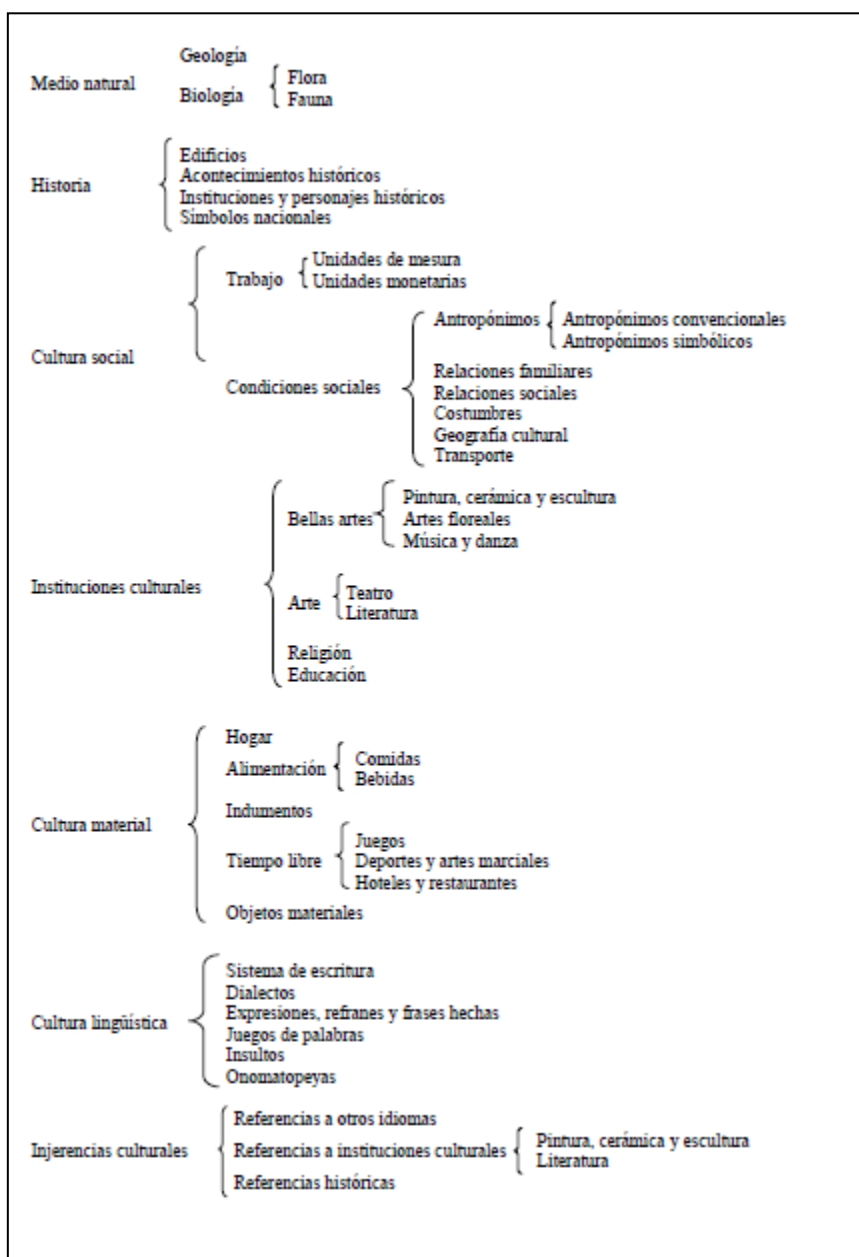 Geología
Medio natural
Biología
Flora
Fauna
Edificios
Acontecimientos históricos
Historia
Instituciones y personajes históricos
Símbolos nacionales
Trabajo
Unidades de mesura
Unidades monetarias
Cultura social
Condiciones sociales
Antropónimos
Antropónimos convencionales
Antropónimos simbólicos
Relaciones familiares
Relaciones sociales
Costumbres
Geografía cultural
Transporte
Instituciones culturales
Bellas artes
Pintura, cerámica y escultura
Artes floreales
Música y danza
Arte
Teatro
Literatura
Religión
Educación
Cultura material
Hogar
Alimentación
Comidas
Bebidas
Indumentos
Tiempo libre
Juegos
Deportes y artes marciales
Hoteles y restaurantes
Objetos materiales
Cultura lingüística
Sistema de escritura
Dialectos
Expresiones, refranes y frases hechas
Juegos de palabras
Insultos
Onomatopeyas
Injerencias culturales
Referencias a otros idiomas
Referencias a instituciones culturales
Pintura, cerámica y escultura
Literatura
Referencias históricas